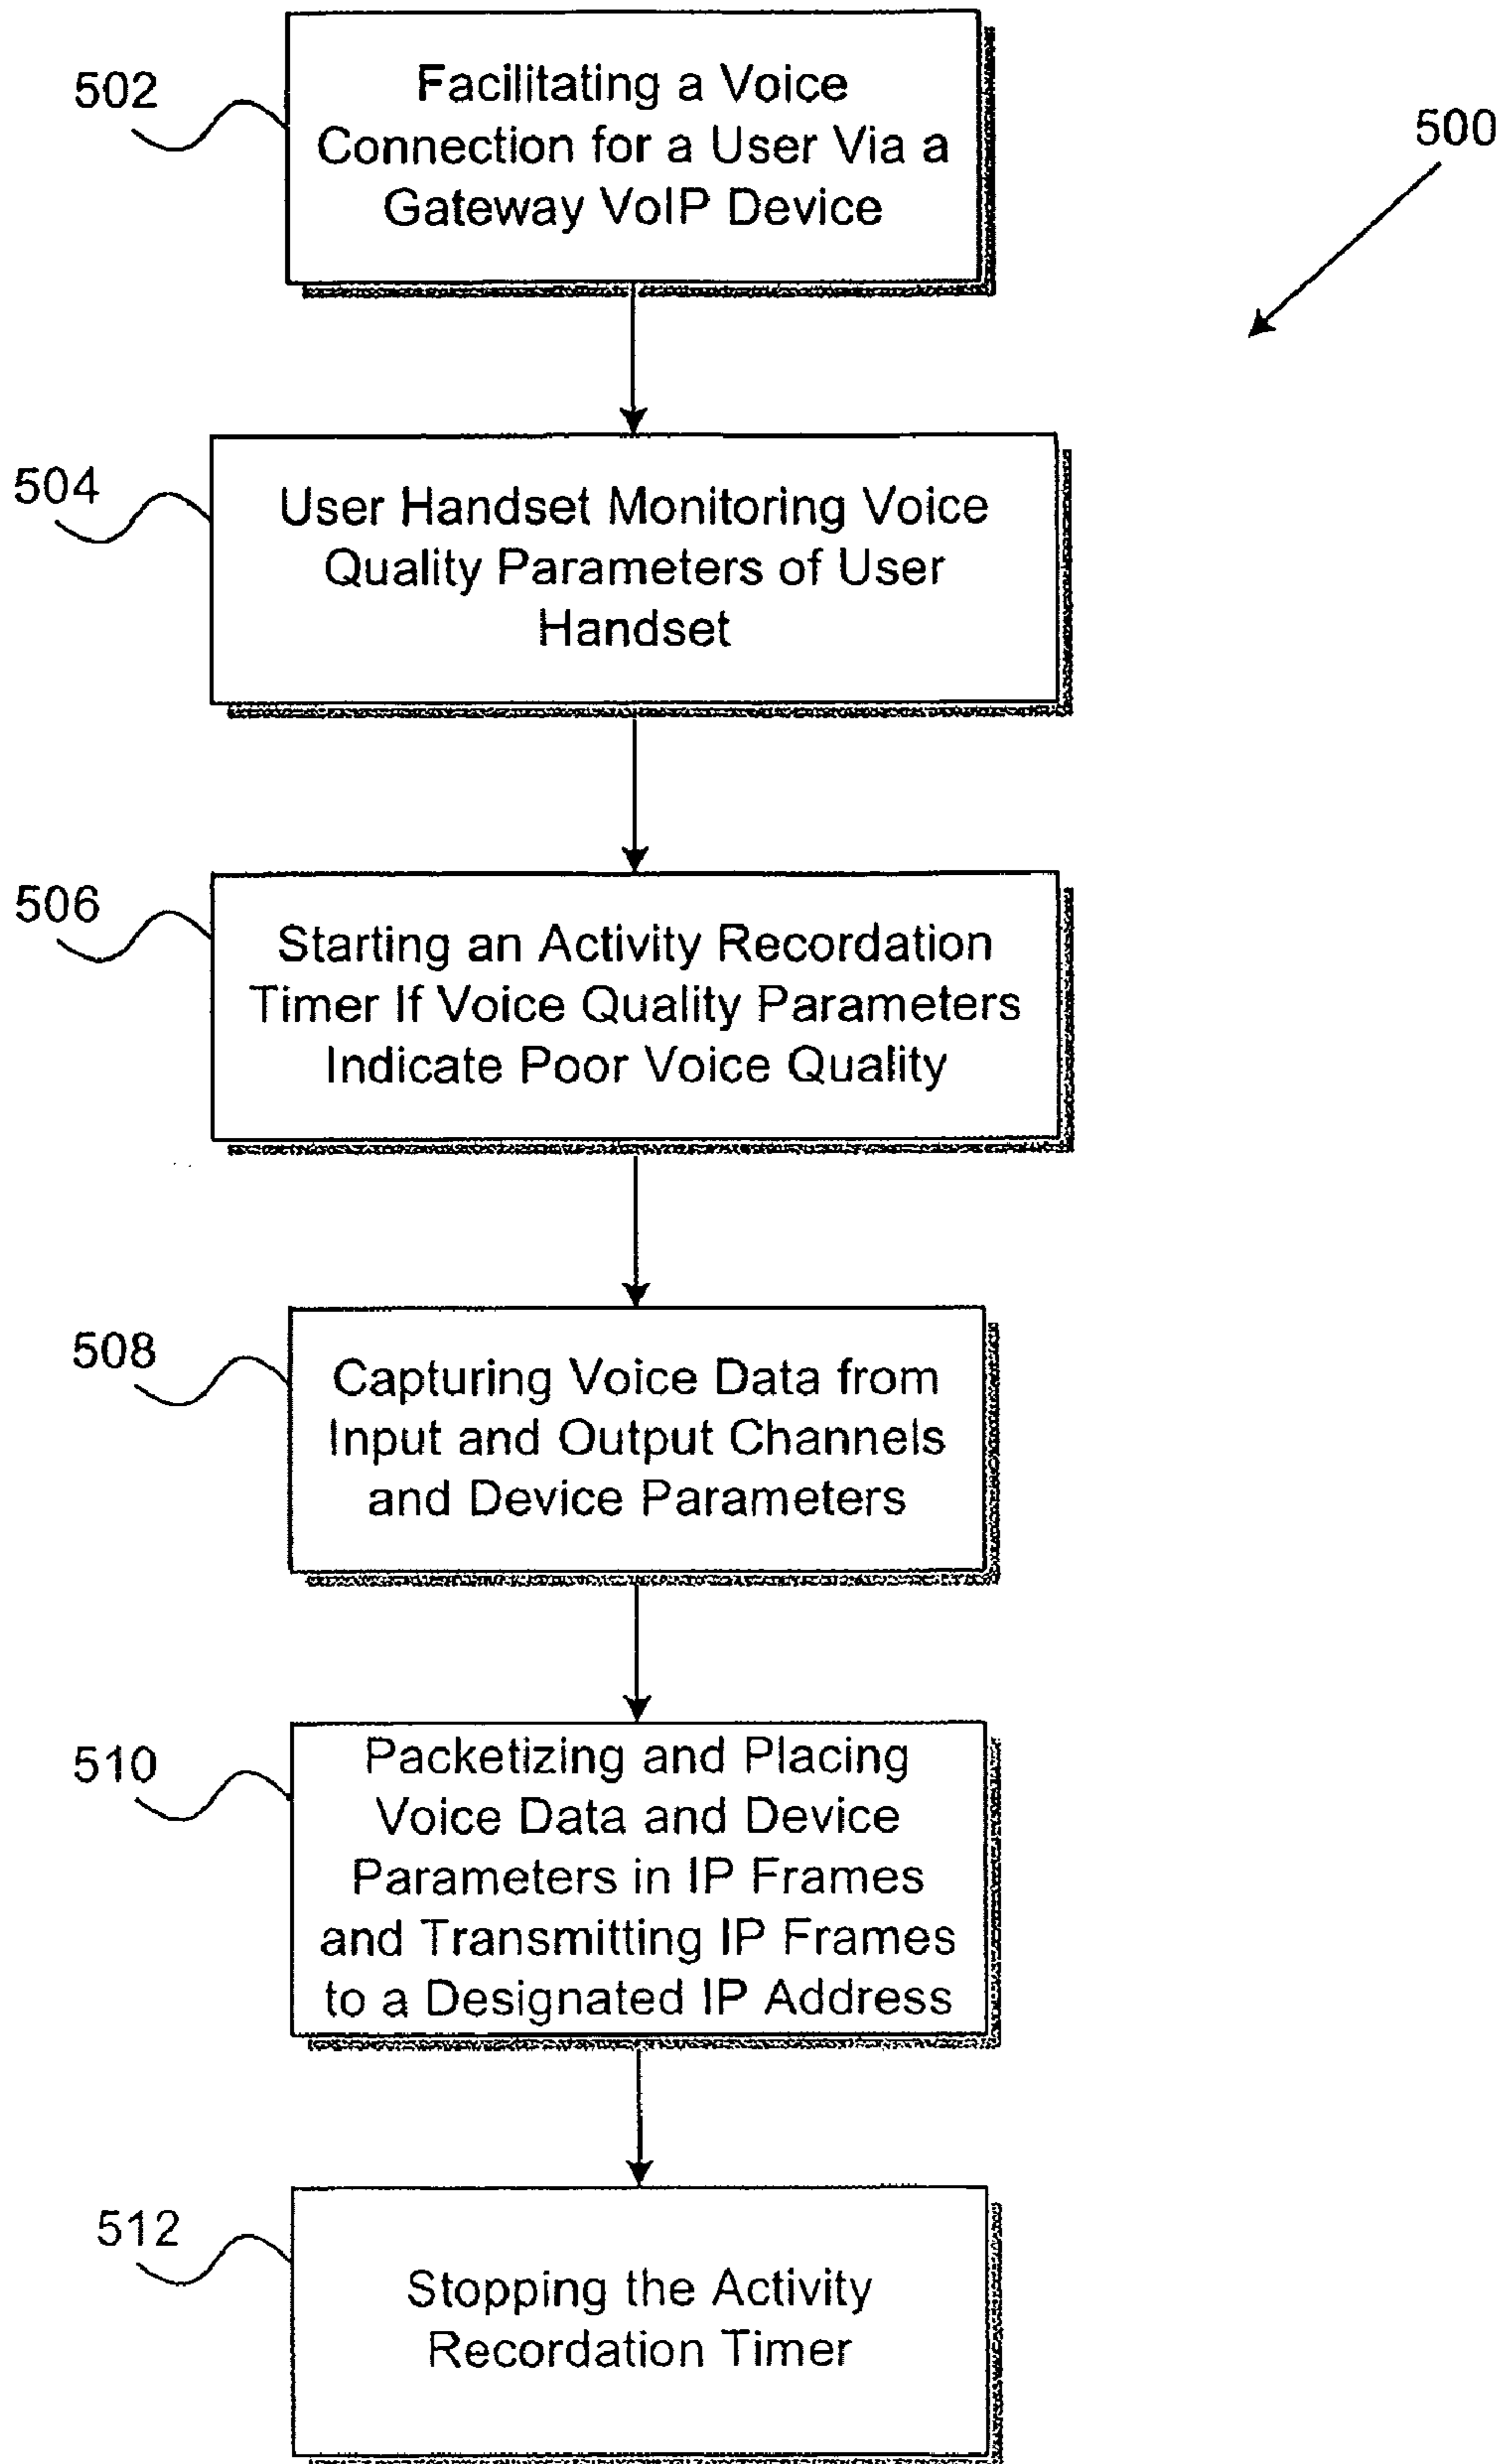 502
Facilitating a Voice
Connection for a User Via a
Gateway VoIP Device
500
504
User Handset Monitoring Voice
Quality Parameters of User
Handset
506
Starting an Activity Recordation
Timer If Voice Quality Parameters
Indicate Poor Voice Quality
508
Capturing Voice Data from
Input and Output Channels
and Device Parameters
510
Packetizing and Placing
Voice Data and Device
Parameters in IP Frames
and Transmitting IP Frames
to a Designated IP Address
512
Stopping the Activity
Recordation Timer